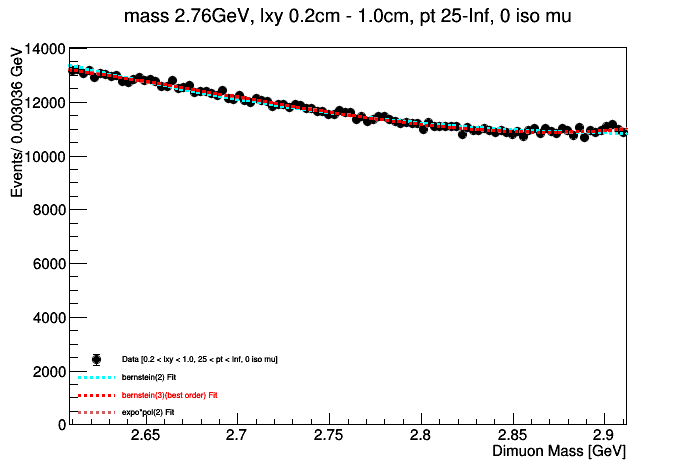 mass 2.76GeV, lxy 0.2cm - 1.0cm, pt 25-Inf, 0 iso mu
Events/ 0.003036 GeV
14000
12000
10000
8000
6000
4000
2000
0
Data [0.2 < lxy < 1.0, 25 < pt < Inf, 0 iso mu]
bernstein(2) Fit
bernstein(3)(best order) Fit
expo*pol(2) Fit
2.65 2.7 2.75 2.8 2.85 2.9
Dimuon Mass [GeV]